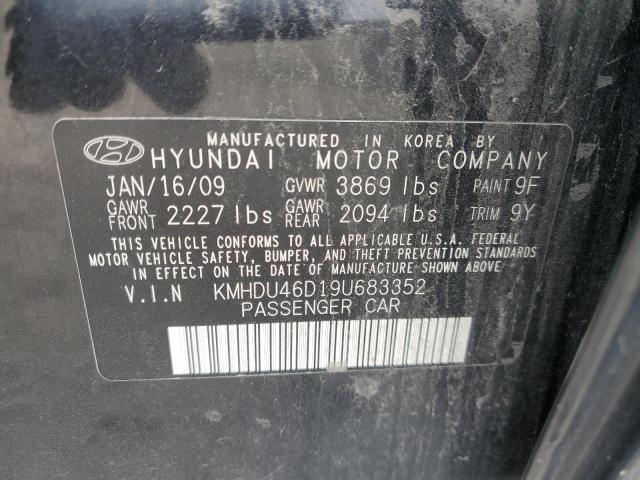 MANUFACTURED IN KOREA BY
HYUNDAI MOTOR COMPANY
JAN/16/09 GVWR 3869 lbs PAINT 9F
GAWR FRONT 2227 lbs GAWR REAR 2094 lbs TRIM 9Y
THIS VEHICLE CONFORMS TO ALL APPLICABLE U.S.A. FEDERAL
MOTOR VEHICLE SAFETY, BUMPER, AND THEFT PREVENTION STANDARDS
IN EFFECT ON THE DATE OF MANUFACTURE SHOWN ABOVE
V.I.N KMHDU46D19U683352
PASSENGER CAR